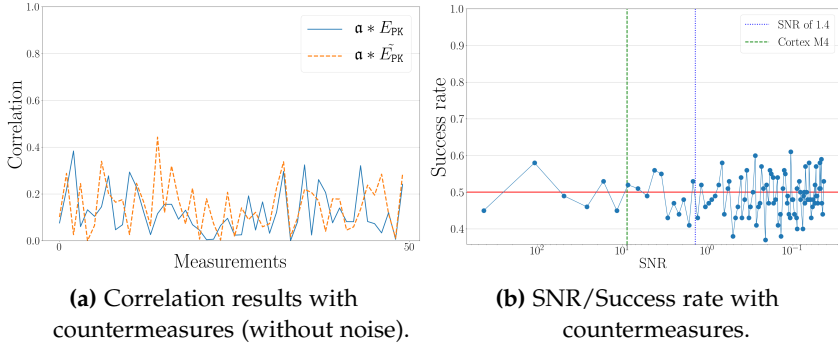 1.0
0.8
0.6
0.4
0.2
0.0
Correlation
𝔞 ∗ E_PK
𝔞 ∗ Ẽ_PK
0
50
Measurements
1.0
0.9
0.8
0.7
0.6
0.5
0.4
Success rate
SNR of 1.4
Cortex M4
10² 10¹ 10⁰ 10⁻¹
SNR
(a) Correlation results with
countermeasures (without noise).
(b) SNR/Success rate with
countermeasures.